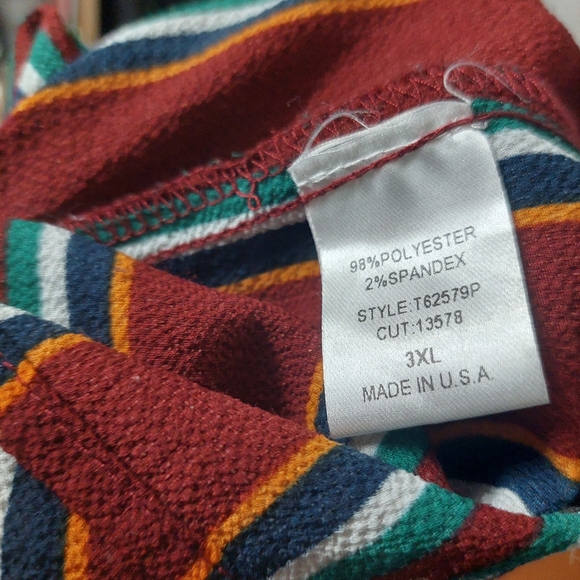 98%POLYESTER
2%SPANDEX
STYLE:T62579P
CUT:13578
3XL
MADE IN U.S.A.